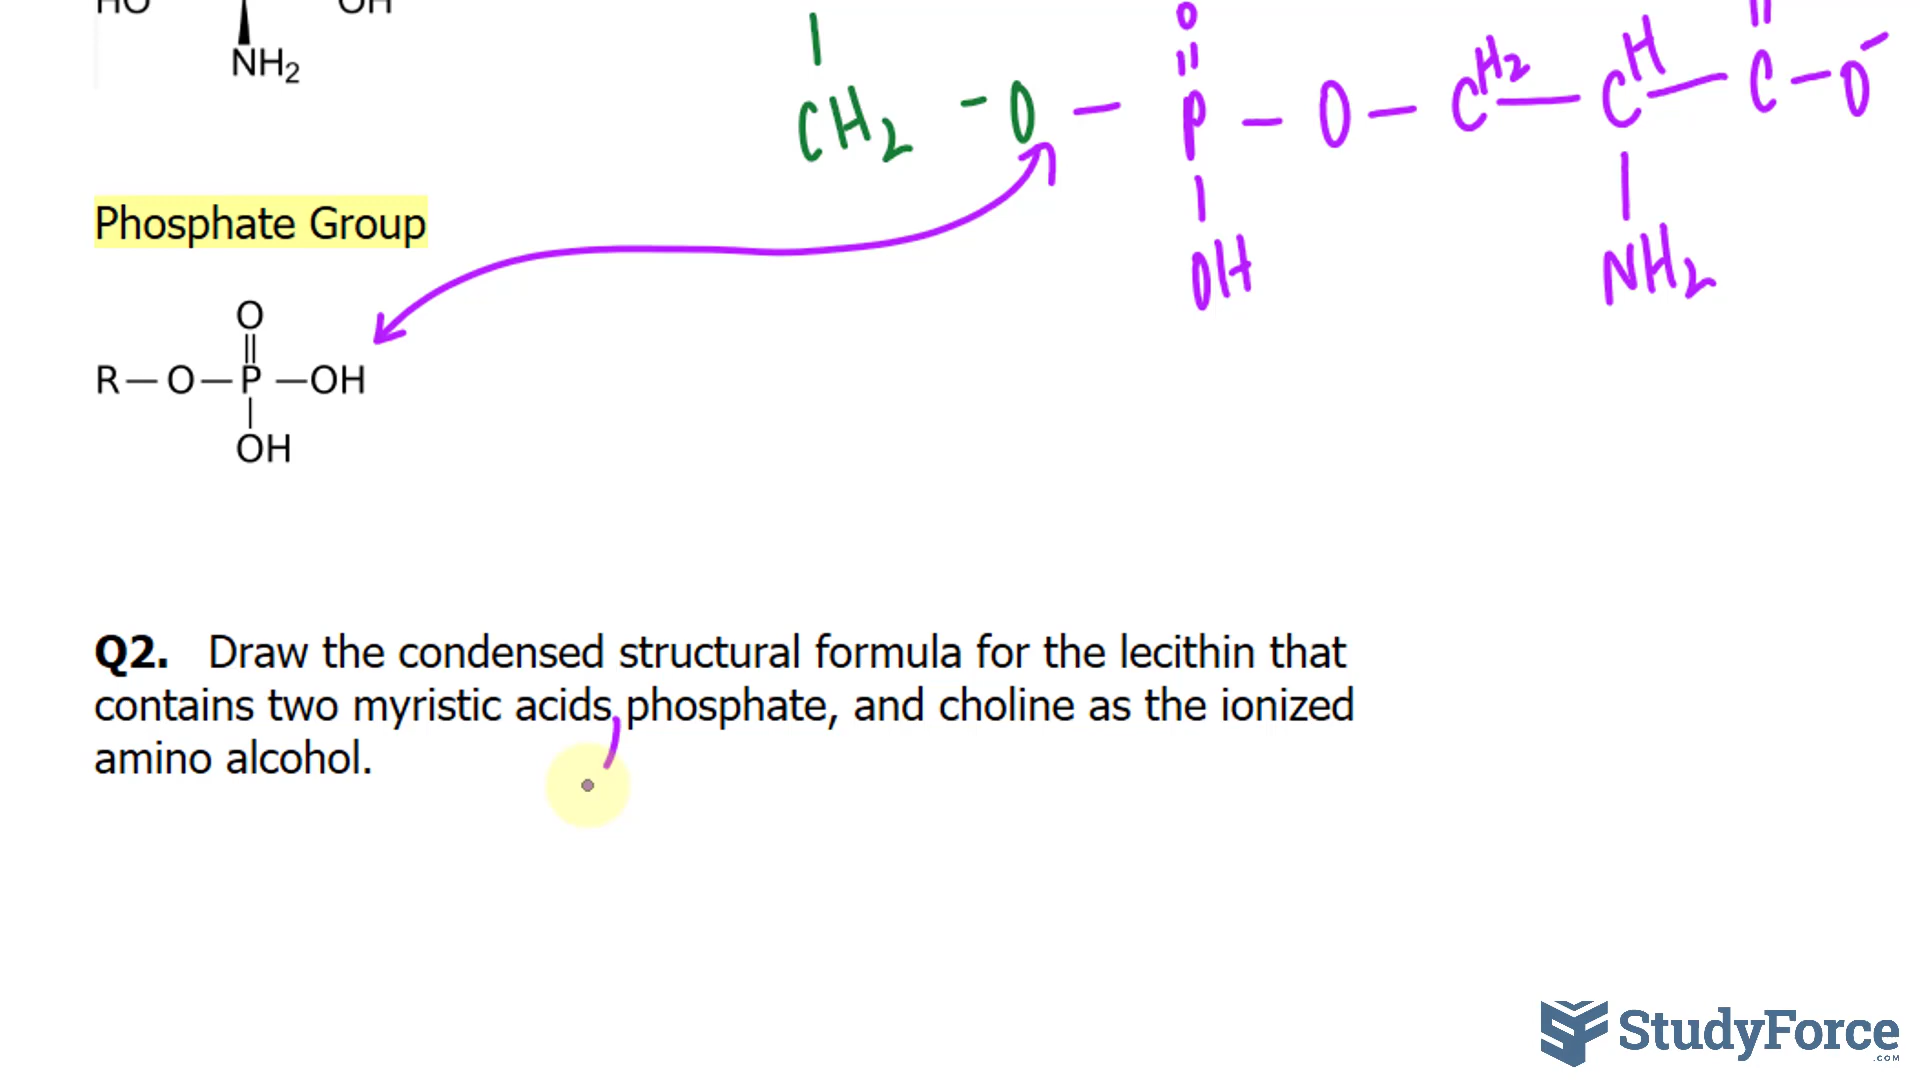 HO OH
NH2
O
CH2 - O - P - O - CH2 - CH - C - O-
OH
NH2
Phosphate Group
O
R-O-P-OH
OH
Q2. Draw the condensed structural formula for the lecithin that
contains two myristic acids, phosphate, and choline as the ionized
amino alcohol.
StudyForce
.COM